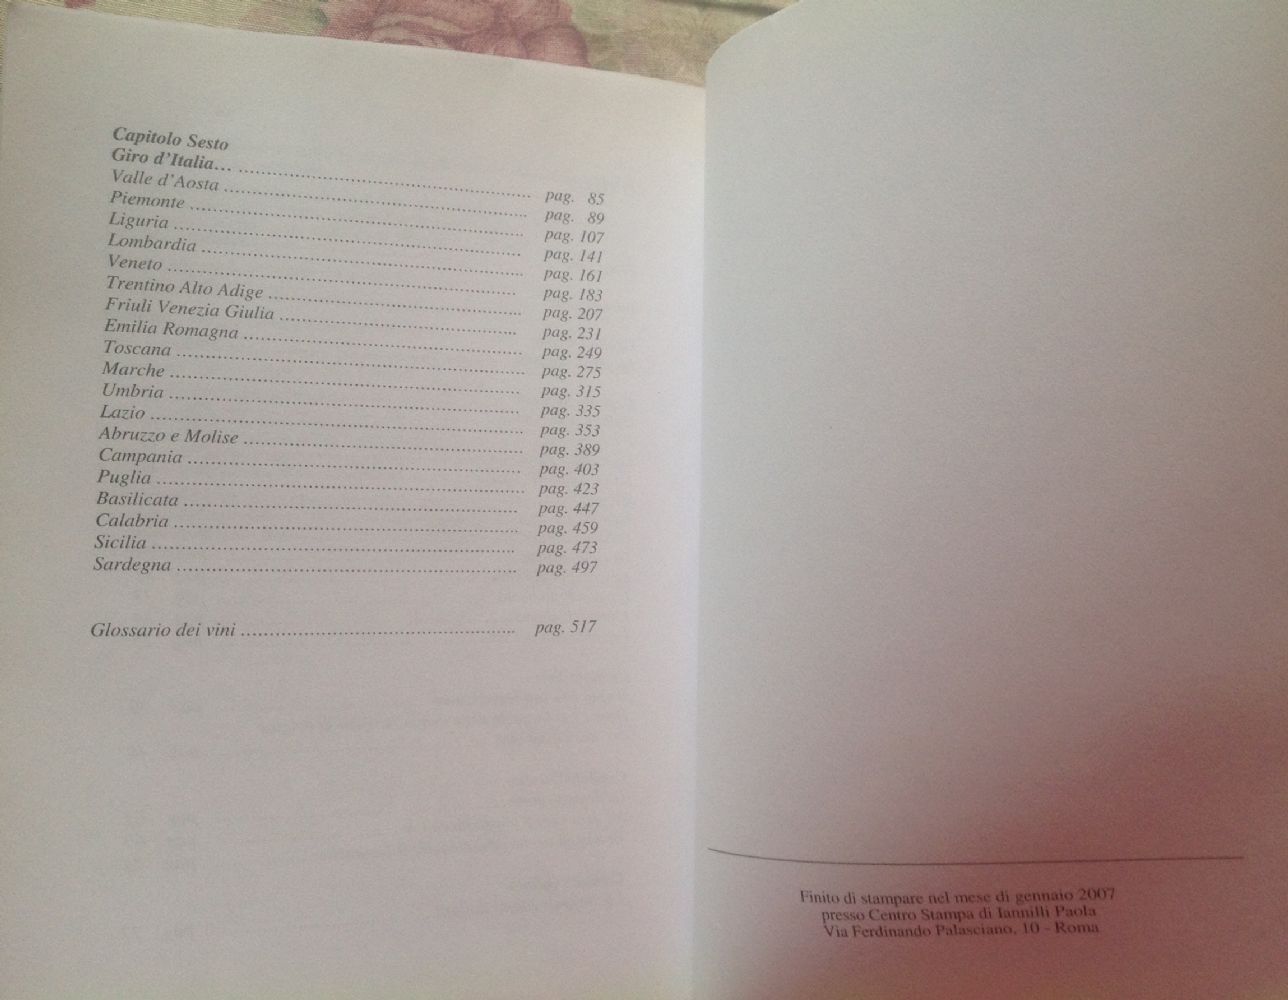 Capitolo Sesto
Giro d'Italia... ........................................ pag. 85
Valle d'Aosta ........................................ pag. 89
Piemonte ........................................ pag. 107
Liguria ........................................ pag. 141
Lombardia ........................................ pag. 161
Veneto ........................................ pag. 183
Trentino Alto Adige ........................................ pag. 207
Friuli Venezia Giulia ........................................ pag. 231
Emilia Romagna ........................................ pag. 249
Toscana ........................................ pag. 275
Marche ........................................ pag. 315
Umbria ........................................ pag. 335
Lazio ........................................ pag. 353
Abruzzo e Molise ........................................ pag. 389
Campania ........................................ pag. 403
Puglia ........................................ pag. 423
Basilicata ........................................ pag. 447
Calabria ........................................ pag. 459
Sicilia ........................................ pag. 473
Sardegna ........................................ pag. 497
Glossario dei vini ........................................ pag. 517
Finito di stampare nel mese di gennaio 2007
presso Centro Stampa di Iannilli Paola
Via Ferdinando Palasciano, 10 - Roma